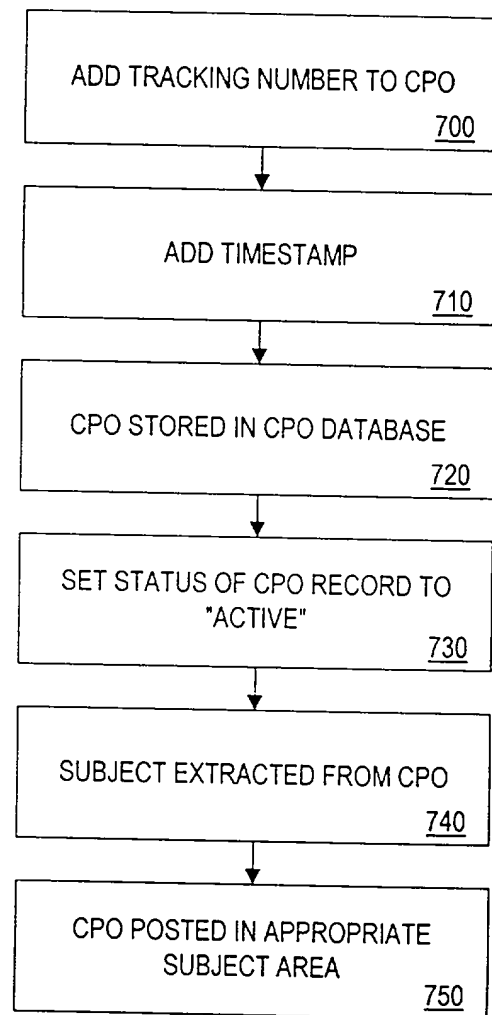 ADD TRACKING NUMBER TO CPO
700
ADD TIMESTAMP
710
CPO STORED IN CPO DATABASE
720
SET STATUS OF CPO RECORD TO
"ACTIVE"
730
SUBJECT EXTRACTED FROM CPO
740
CPO POSTED IN APPROPRIATE
SUBJECT AREA
750